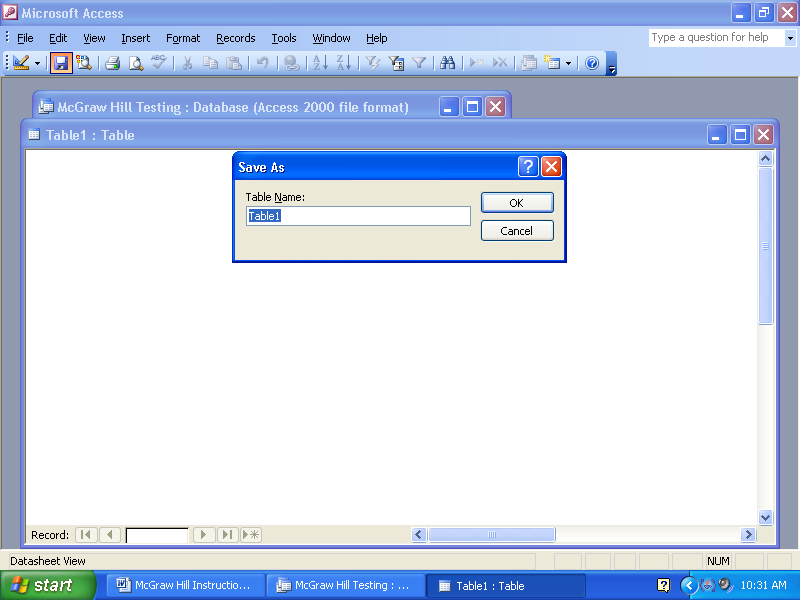 Microsoft Access
File Edit View Insert Format Records Tools Window Help
Type a question for help
ABC
A Z Z A
McGraw Hill Testing : Database (Access 2000 file format)
Table1 : Table
Save As
Table Name:
Table1
OK
Cancel
Record:
Datasheet View
NUM
start
McGraw Hill Instructio...
McGraw Hill Testing : ...
Table1 : Table
10:31 AM